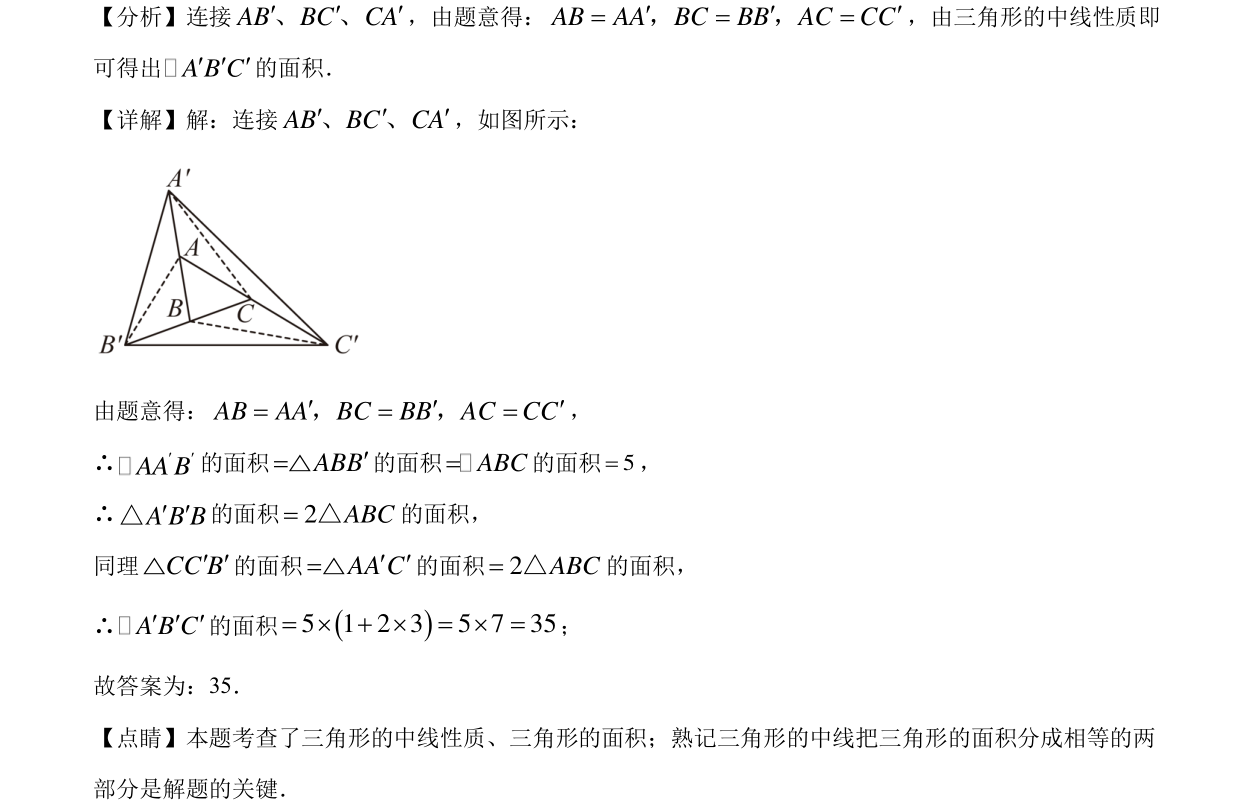 【分析】连接 AB′、BC′、CA′，由题意得：AB = AA′，BC = BB′，AC = CC′，由三角形的中线性质即
可得出□A′B′C′的面积．
【详解】解：连接 AB′、BC′、CA′，如图所示：
A′
A
B
C
B′
C′
由题意得：AB = AA′，BC = BB′，AC = CC′，
∴□AA′B′的面积=△ABB′的面积=□ABC的面积=5，
∴△A′B′B的面积=2△ABC的面积，
同理△CC′B′的面积=△AA′C′的面积=2△ABC的面积，
∴□A′B′C′的面积=5×(1+2×3)=5×7=35；
故答案为：35．
【点睛】本题考查了三角形的中线性质、三角形的面积；熟记三角形的中线把三角形的面积分成相等的两
部分是解题的关键．